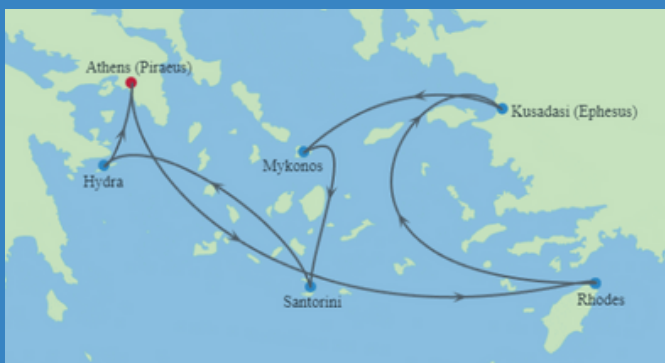 Athens (Piraeus)
Kusadasi (Ephesus)
Mykonos
Hydra
Santorini
Rhodes